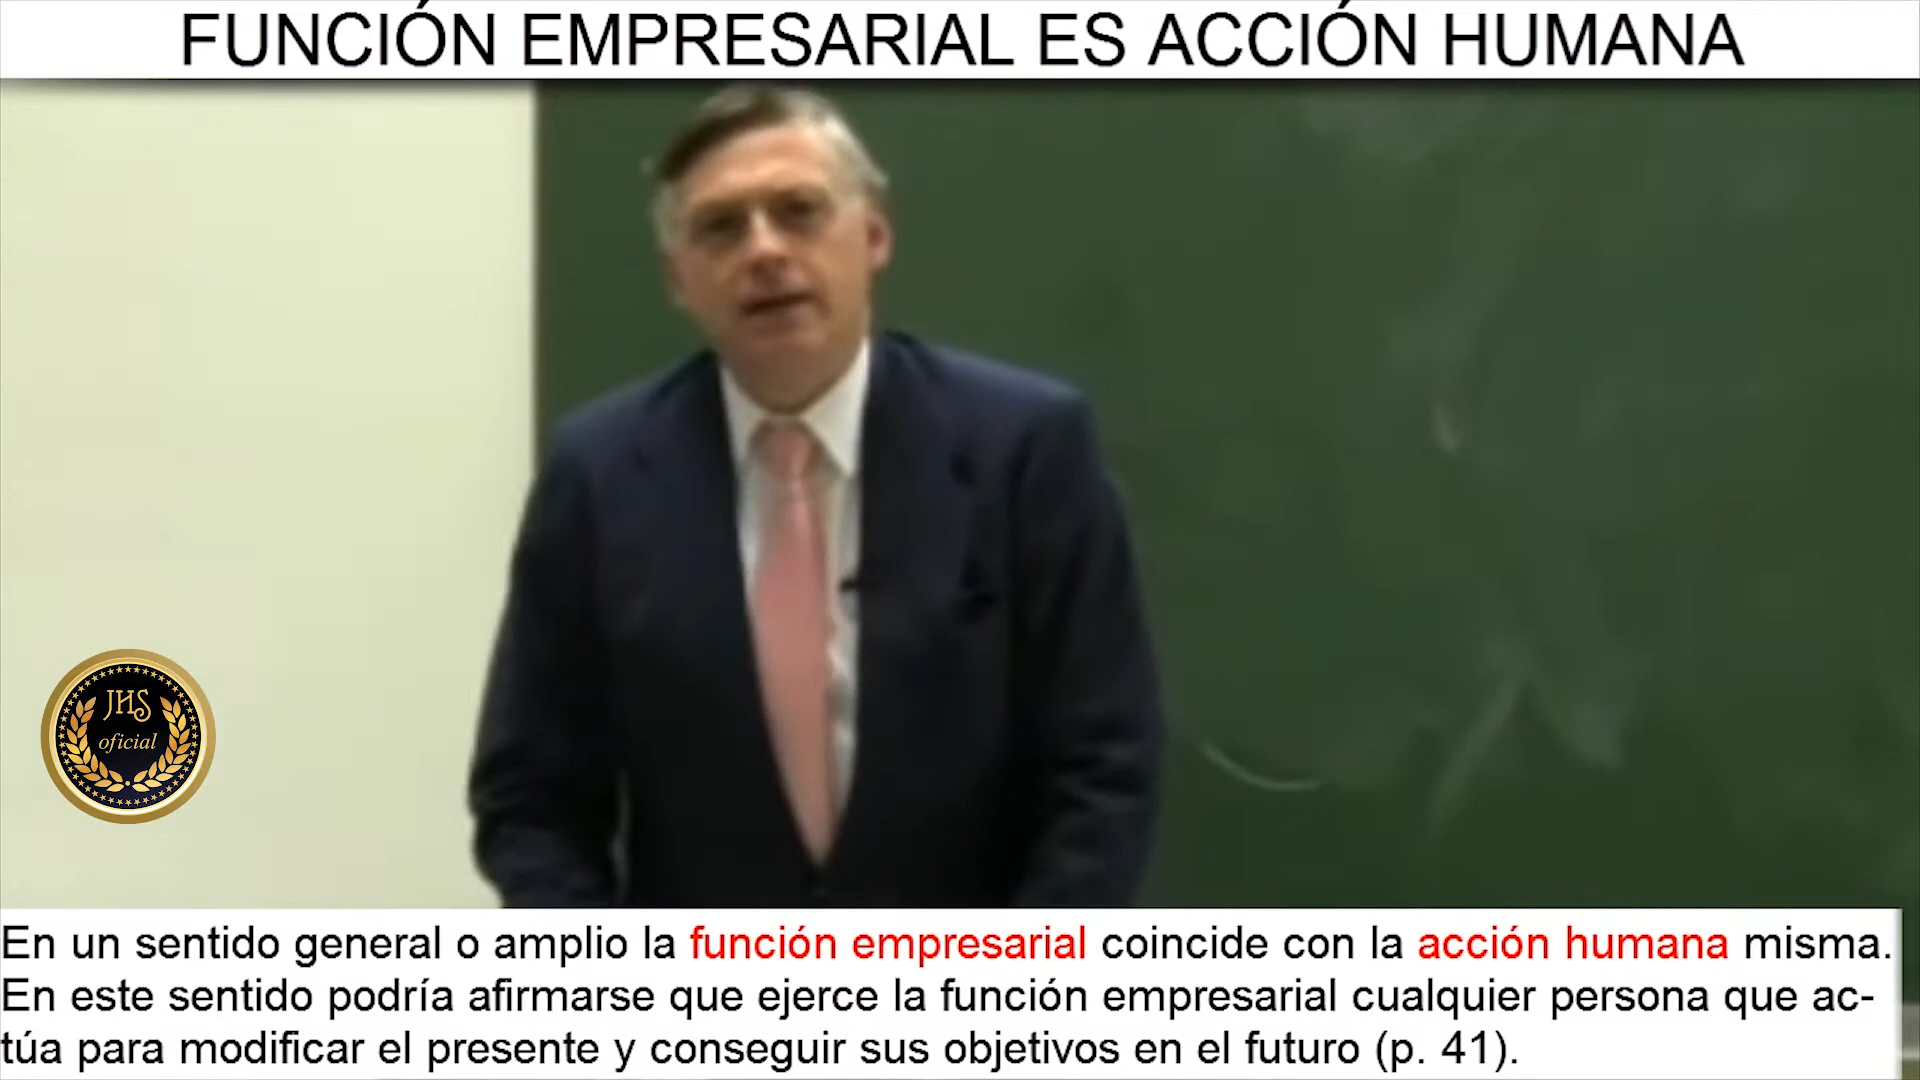 FUNCIÓN EMPRESARIAL ES ACCIÓN HUMANA
JHS
oficial
En un sentido general o amplio la función empresarial coincide con la acción humana misma.
En este sentido podría afirmarse que ejerce la función empresarial cualquier persona que ac-
túa para modificar el presente y conseguir sus objetivos en el futuro (p. 41).